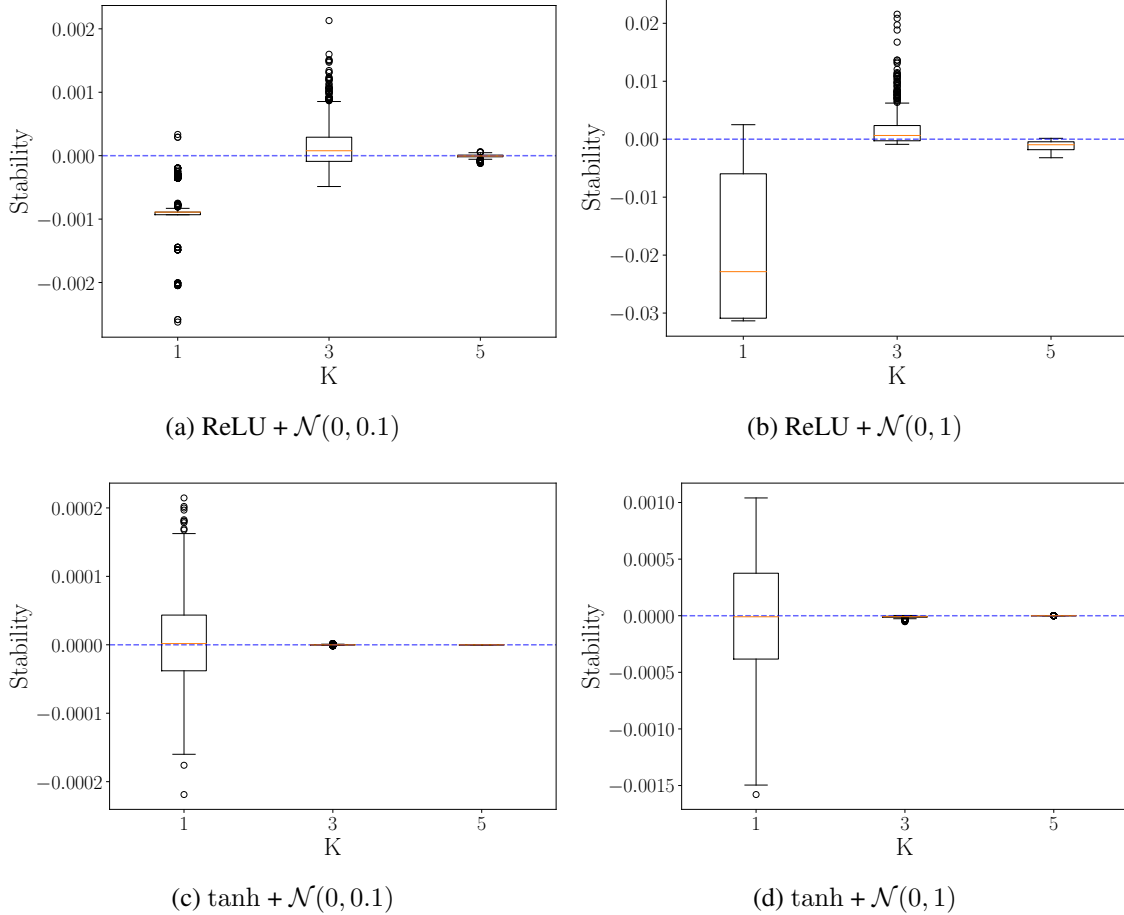 0.002
0.001
0.000
−0.001
−0.002
Stability
1 3 5
K
(a) ReLU + 𝒩(0, 0.1)
0.02
0.01
0.00
−0.01
−0.02
−0.03
Stability
1 3 5
K
(b) ReLU + 𝒩(0, 1)
0.0002
0.0001
0.0000
−0.0001
−0.0002
Stability
1 3 5
K
(c) tanh + 𝒩(0, 0.1)
0.0010
0.0005
0.0000
−0.0005
−0.0010
−0.0015
Stability
1 3 5
K
(d) tanh + 𝒩(0, 1)